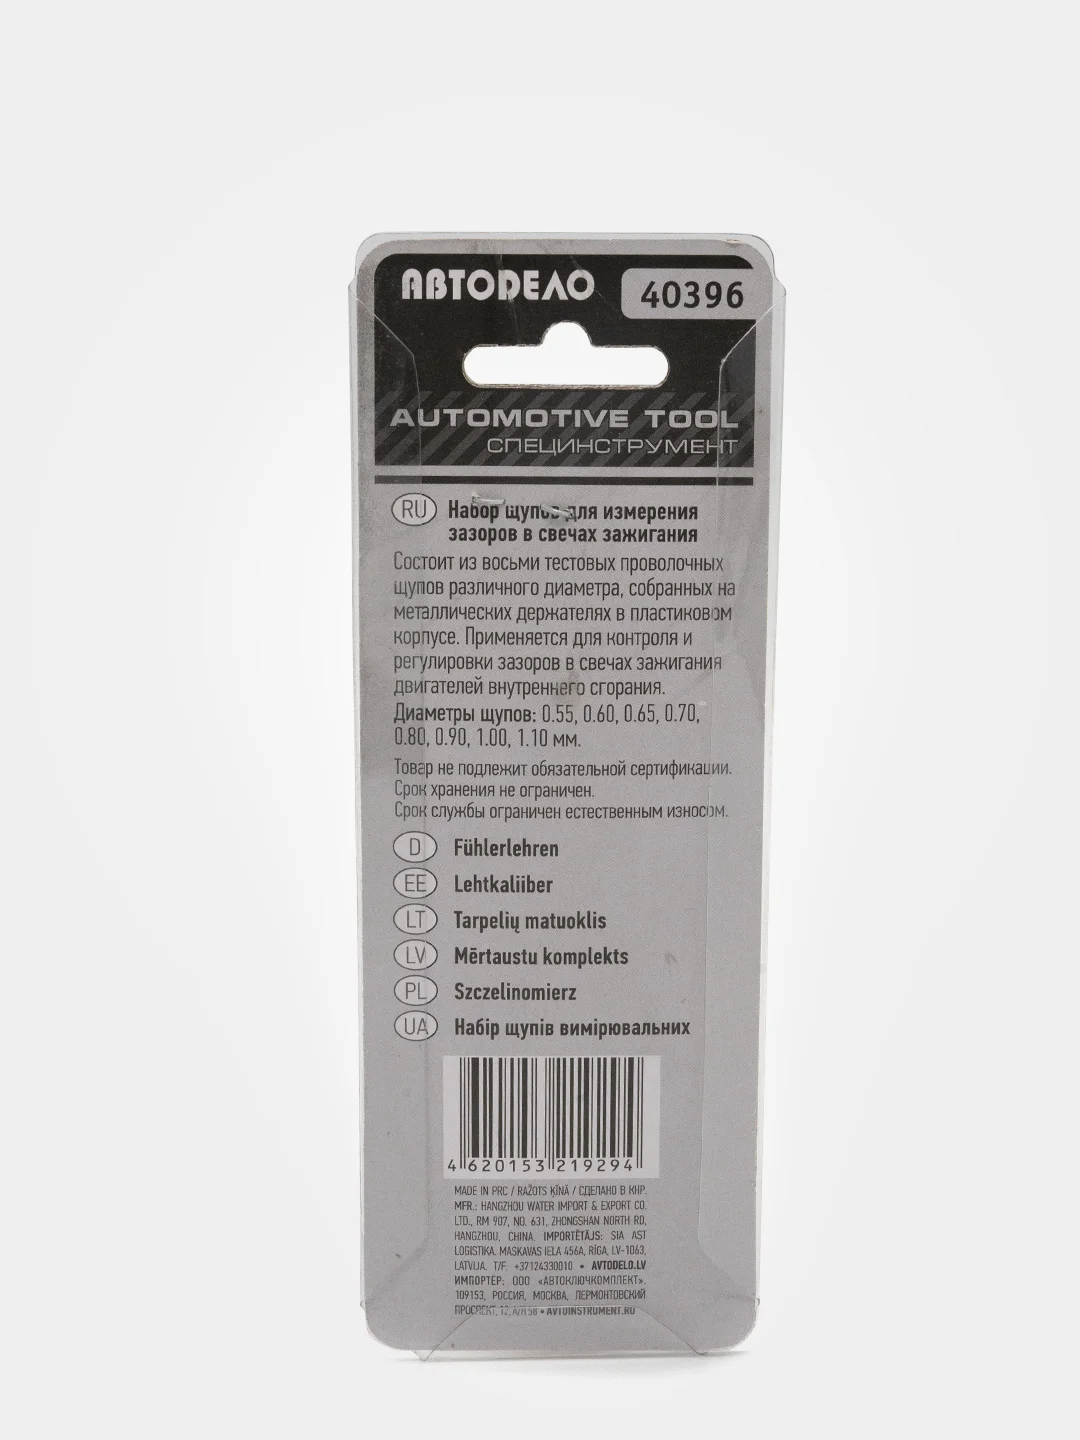 АВТОДЕЛО
40396
AUTOMOTIVE TOOL
СПЕЦИНСТРУМЕНТ
RU Набор щупов для измерения
зазоров в свечах зажигания
Состоит из восьми тестовых проволочных
щупов различного диаметра, собранных на
металлических держателях в пластиковом
корпусе. Применяется для контроля и
регулировки зазоров в свечах зажигания
двигателей внутреннего сгорания.
Диаметры щупов: 0.55, 0.60, 0.65, 0.70,
0.80, 0.90, 1.00, 1.10 мм.
Товар не подлежит обязательной сертификации.
Срок хранения не ограничен.
Срок службы ограничен естественным износом.
D Fühlerlehren
EE Lehtkaliiber
LT Tarpelių matuoklis
LV Mērtaustu komplekts
PL Szczelinomierz
UA Набір щупів вимірювальних
4 620153 219294
MADE IN PRC / RAŽOTS ĶĪNĀ / СДЕЛАНО В КНР.
MFR.: HANGZHOU WATER IMPORT & EXPORT CO.
LTD., RM 907, NO. 631, ZHONGSHAN NORTH RD,
HANGZHOU, CHINA. IMPORTĒTĀJS: SIA AST
LOGISTIKA. MASKAVAS IELA 456A, RĪGA, LV-1063,
LATVIJA. T/F: +37124330010 • AVTODELO.LV
ИМПОРТЁР: ООО «АВТОКЛЮЧКОМПЛЕКТ».
109153, РОССИЯ, МОСКВА, ЛЕРМОНТОВСКИЙ
ПРОСПЕКТ, 12, А/Я 58 • AVTOINSTRUMENT.RU